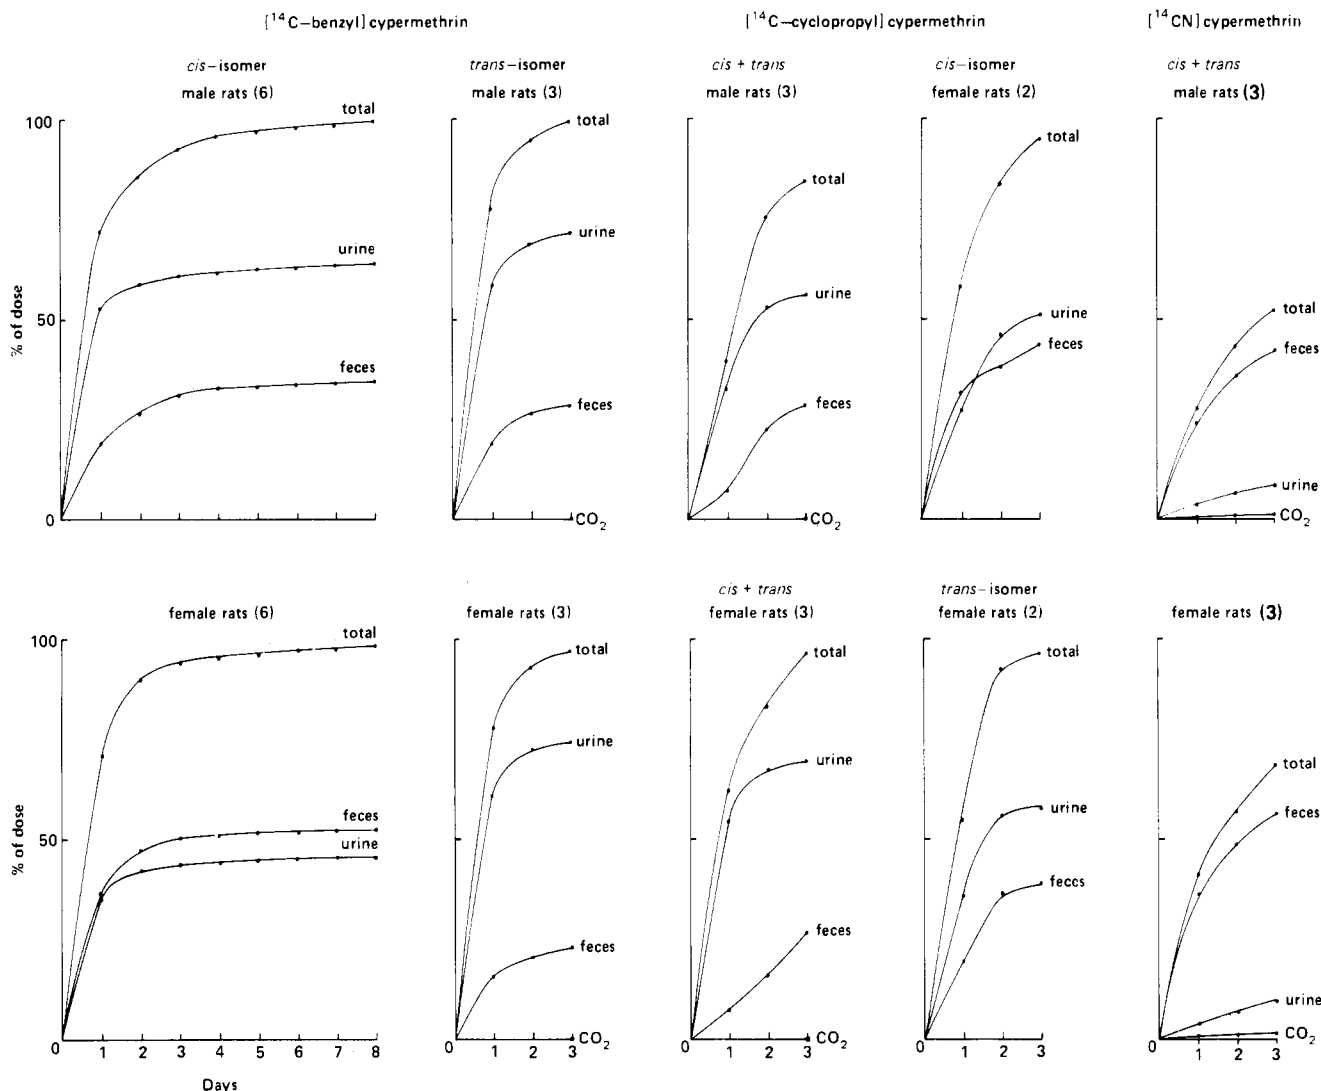 [¹⁴C–benzyl] cypermethrin
[¹⁴C–cyclopropyl] cypermethrin
[¹⁴CN] cypermethrin
cis–isomer
male rats (6)
trans–isomer
male rats (3)
cis + trans
male rats (3)
cis–isomer
female rats (2)
cis + trans
male rats (3)
100
50
0
% of dose
total
urine
feces
total
urine
feces
CO₂
total
urine
feces
CO₂
total
urine
feces
total
feces
urine
CO₂
female rats (6)
female rats (3)
cis + trans
female rats (3)
trans–isomer
female rats (2)
female rats (3)
100
50
% of dose
total
feces
urine
0 1 2 3 4 5 6 7 8
Days
total
urine
feces
CO₂
0 1 2 3
total
urine
feces
CO₂
0 1 2 3
total
urine
feces
0 1 2 3
total
feces
urine
CO₂
0 1 2 3